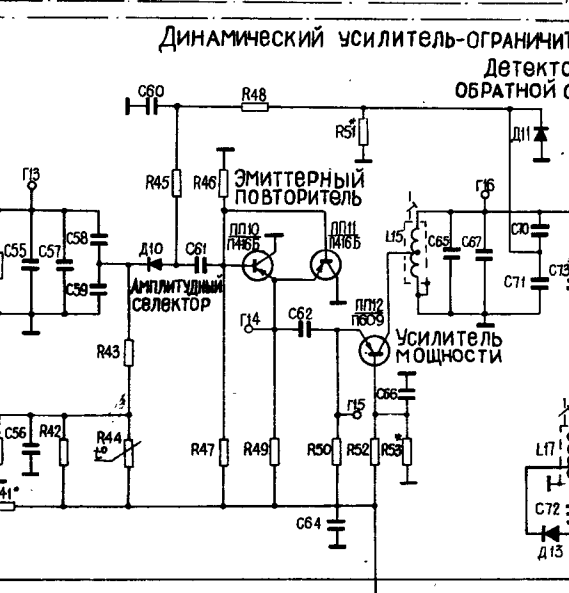 Динамический усилитель-ограничит
Детекто
обратной с
C60
R48
R51*
Д11
Г13
R45
R46
Эмиттерный
повторитель
Г16
C58
ПП10
П416Б
ПП11
П416Б
L15
C70
C55
C57
Д10
C61
C65
C67
C59
Амплитудный
селектор
C71
C73
ПП12
П609
Г14
C62
Усилитель
мощности
R43
C66
Г15
C56
R42
R44
t°
R47
R49
R50
R52
R53*
L17
41*
C64
C72
Д13